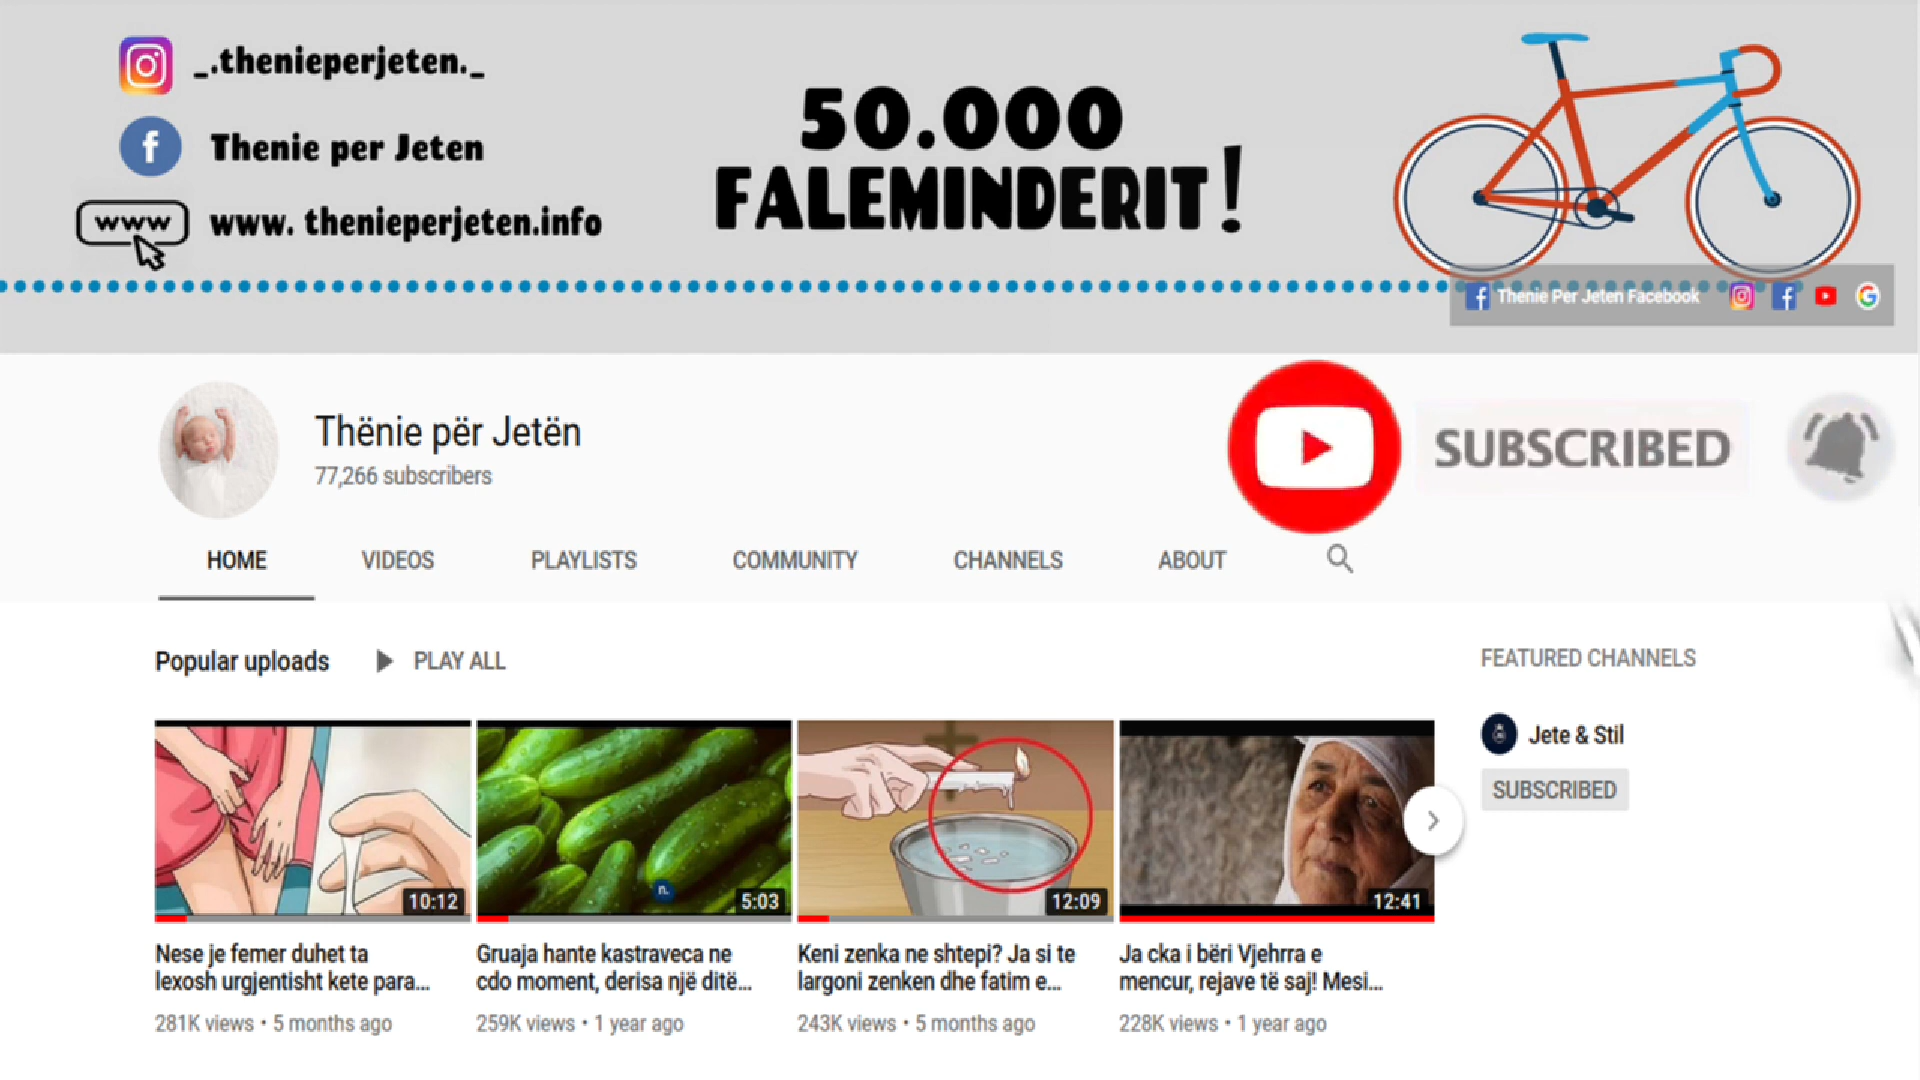 _.thenieperjeten._
Thenie per Jeten
www
www. thenieperjeten.info
50.000
FALEMINDERIT!
Thenie Per Jeten Facebook
Thënie për Jetën
77,266 subscribers
SUBSCRIBED
HOME VIDEOS PLAYLISTS COMMUNITY CHANNELS ABOUT
Popular uploads PLAY ALL
FEATURED CHANNELS
Jete & Stil
SUBSCRIBED
10:12
n.
5:03
12:09
12:41
Nese je femer duhet ta
lexosh urgjentisht kete para...
281K views • 5 months ago
Gruaja hante kastraveca ne
cdo moment, derisa një ditë...
259K views • 1 year ago
Keni zenka ne shtepi? Ja si te
largoni zenken dhe fatim e...
243K views • 5 months ago
Ja cka i bëri Vjehrra e
mencur, rejave të saj! Mesi...
228K views • 1 year ago